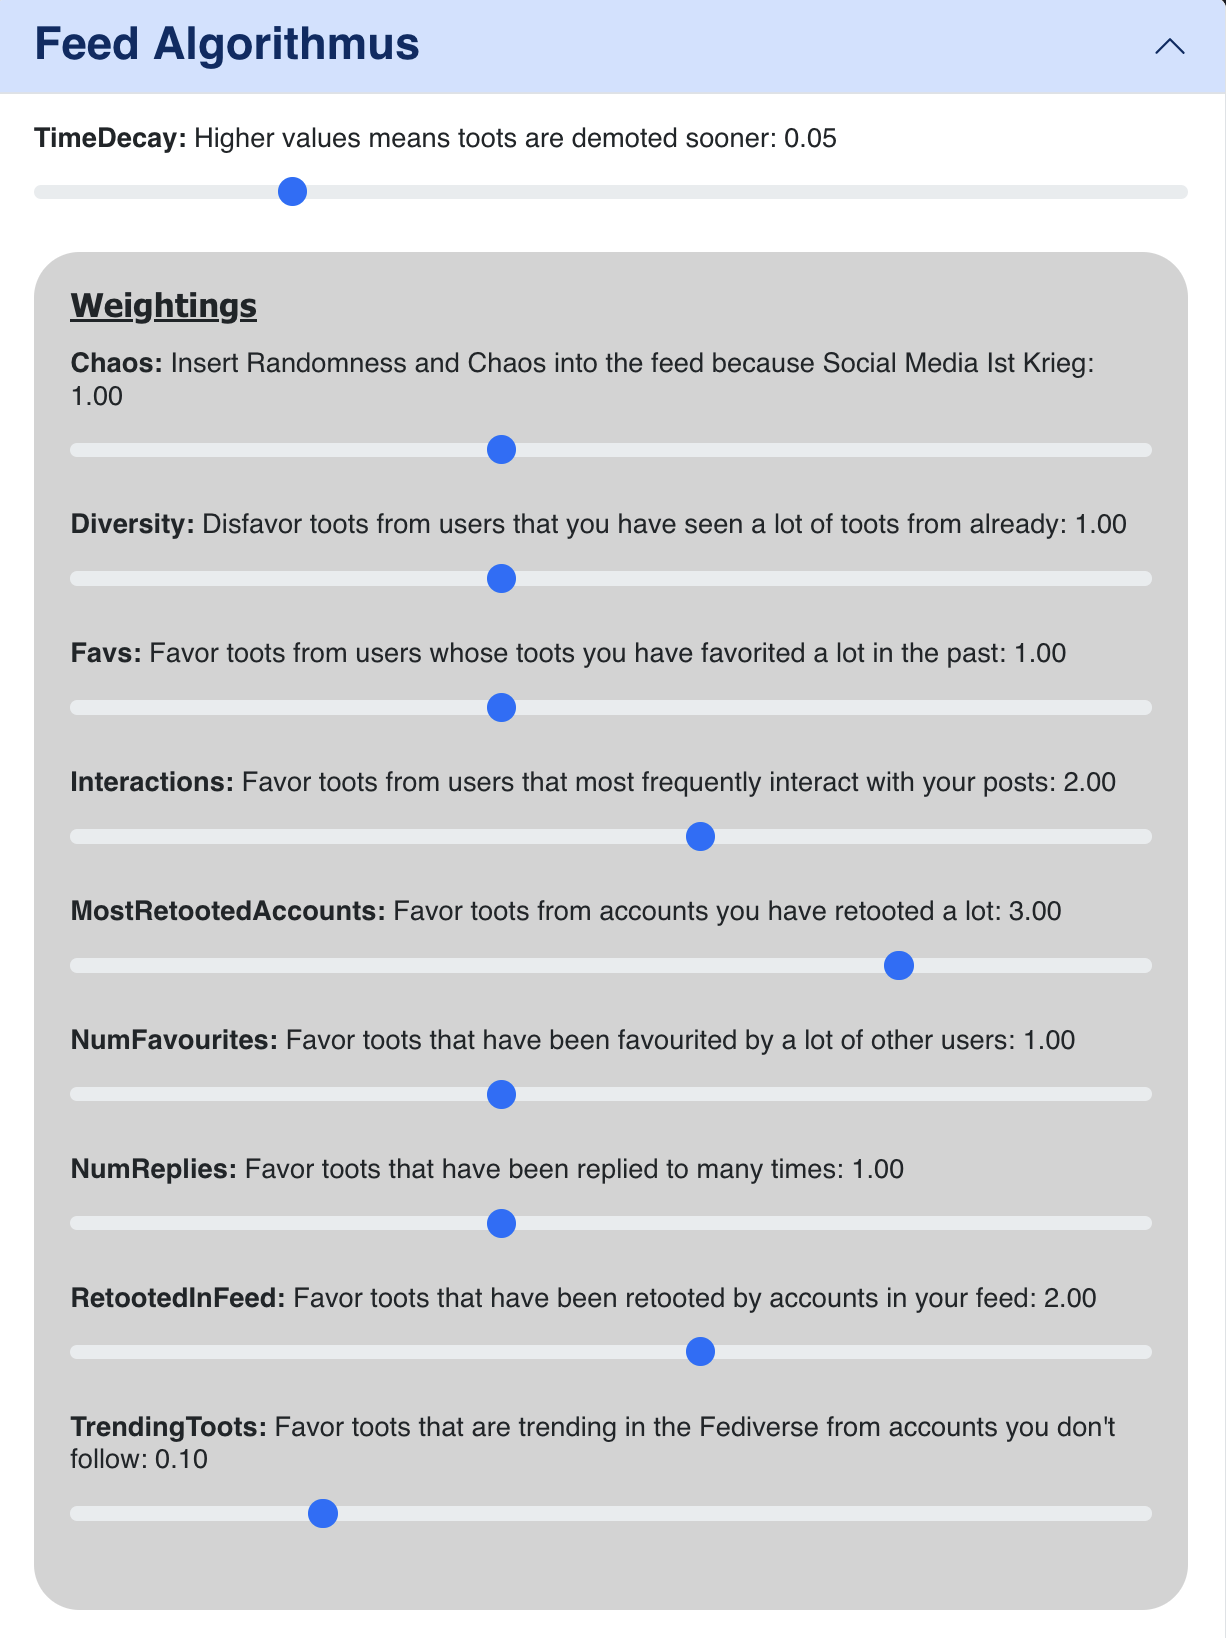 Feed Algorithmus
TimeDecay: Higher values means toots are demoted sooner: 0.05
Weightings
Chaos: Insert Randomness and Chaos into the feed because Social Media Ist Krieg:
1.00
Diversity: Disfavor toots from users that you have seen a lot of toots from already: 1.00
Favs: Favor toots from users whose toots you have favorited a lot in the past: 1.00
Interactions: Favor toots from users that most frequently interact with your posts: 2.00
MostRetootedAccounts: Favor toots from accounts you have retooted a lot: 3.00
NumFavourites: Favor toots that have been favourited by a lot of other users: 1.00
NumReplies: Favor toots that have been replied to many times: 1.00
RetootedInFeed: Favor toots that have been retooted by accounts in your feed: 2.00
TrendingToots: Favor toots that are trending in the Fediverse from accounts you don't
follow: 0.10